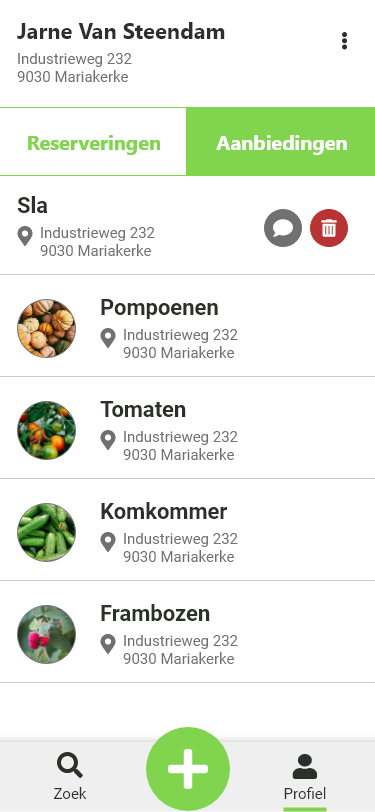 Jarne Van Steendam
Industrieweg 232
9030 Mariakerke
Reserveringen
Aanbiedingen
Sla
Industrieweg 232
9030 Mariakerke
Pompoenen
Industrieweg 232
9030 Mariakerke
Tomaten
Industrieweg 232
9030 Mariakerke
Komkommer
Industrieweg 232
9030 Mariakerke
Frambozen
Industrieweg 232
9030 Mariakerke
Zoek
Profiel